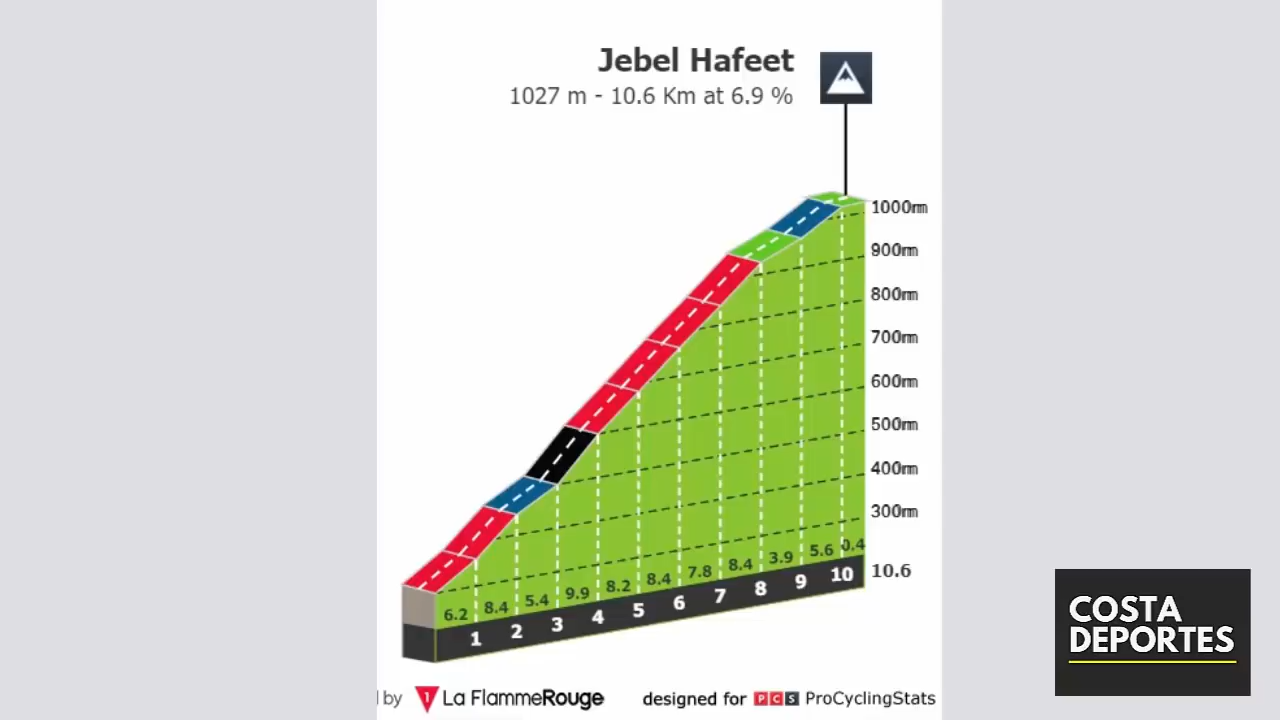 Jebel Hafeet
1027 m - 10.6 Km at 6.9 %
1000m
900m
800m
700m
600m
500m
400m
300m
6.2 8.4 5.4 9.9 8.2 8.4 7.8 8.4 3.9 5.6 0.4
1 2 3 4 5 6 7 8 9 10 10.6
by 1 La FlammeRouge designed for PCS ProCyclingStats
COSTA
DEPORTES